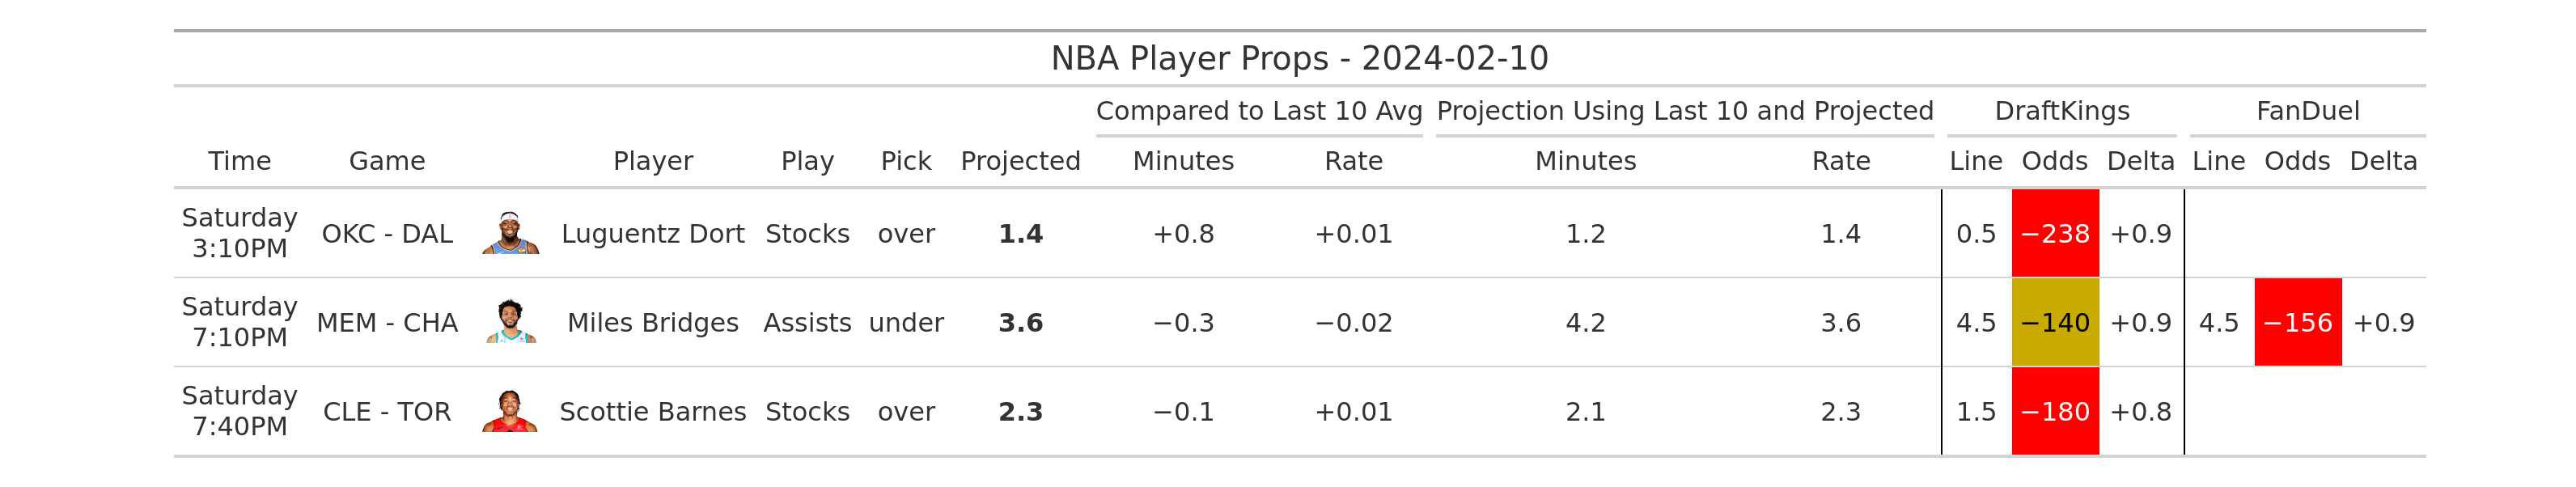 NBA Player Props - 2024-02-10
Compared to Last 10 Avg Projection Using Last 10 and Projected DraftKings FanDuel
Time Game Player Play Pick Projected Minutes Rate Minutes Rate Line Odds Delta Line Odds Delta
Saturday
3:10PM OKC - DAL Luguentz Dort Stocks over 1.4 +0.8 +0.01 1.2 1.4 0.5 −238 +0.9
Saturday
7:10PM MEM - CHA Miles Bridges Assists under 3.6 −0.3 −0.02 4.2 3.6 4.5 −140 +0.9 4.5 −156 +0.9
Saturday
7:40PM CLE - TOR Scottie Barnes Stocks over 2.3 −0.1 +0.01 2.1 2.3 1.5 −180 +0.8